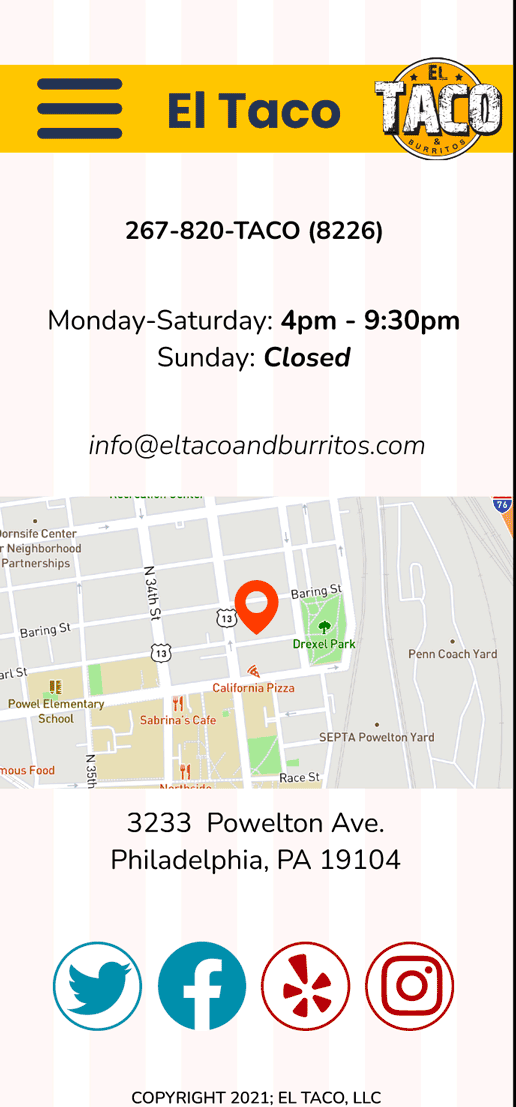 El Taco
EL
TACO
&
BURRITOS
267-820-TACO (8226)
Monday-Saturday: 4pm - 9:30pm
Sunday: Closed
info@eltacoandburritos.com
Recreation Center
76
Dornsife Center
r Neighborhood
Partnerships
N 34th St
Baring St
13
Baring St
Drexel Park
13
Penn Coach Yard
arl St
California Pizza
Powel Elementary
School
Sabrina's Cafe
SEPTA Powelton Yard
N 35th
mous Food
Race St
Northside
3233 Powelton Ave.
Philadelphia, PA 19104
COPYRIGHT 2021; EL TACO, LLC